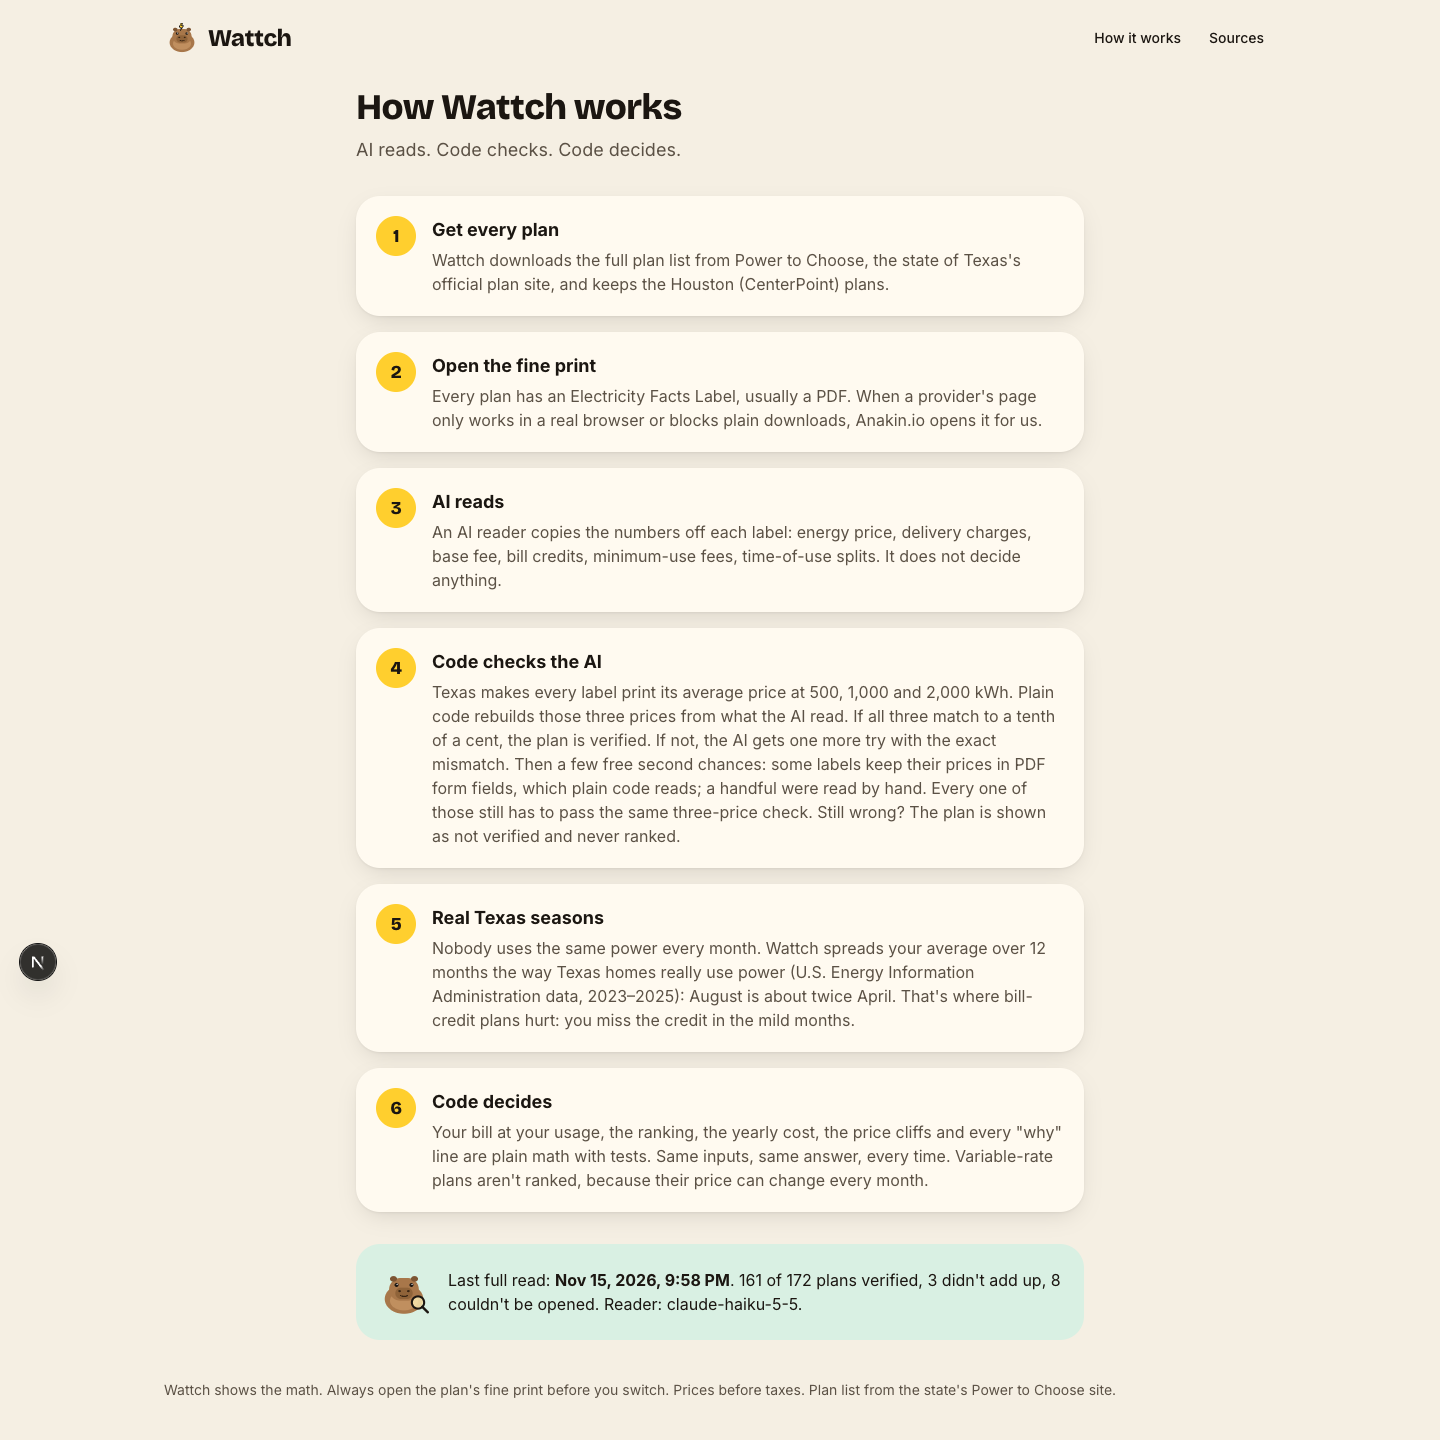 Wattch
How it works
Sources
How Wattch works
AI reads. Code checks. Code decides.
1
Get every plan
Wattch downloads the full plan list from Power to Choose, the state of Texas's
official plan site, and keeps the Houston (CenterPoint) plans.
2
Open the fine print
Every plan has an Electricity Facts Label, usually a PDF. When a provider's page
only works in a real browser or blocks plain downloads, Anakin.io opens it for us.
3
AI reads
An AI reader copies the numbers off each label: energy price, delivery charges,
base fee, bill credits, minimum-use fees, time-of-use splits. It does not decide
anything.
4
Code checks the AI
Texas makes every label print its average price at 500, 1,000 and 2,000 kWh. Plain
code rebuilds those three prices from what the AI read. If all three match to a tenth
of a cent, the plan is verified. If not, the AI gets one more try with the exact
mismatch. Then a few free second chances: some labels keep their prices in PDF
form fields, which plain code reads; a handful were read by hand. Every one of
those still has to pass the same three-price check. Still wrong? The plan is shown
as not verified and never ranked.
5
Real Texas seasons
Nobody uses the same power every month. Wattch spreads your average over 12
months the way Texas homes really use power (U.S. Energy Information
Administration data, 2023–2025): August is about twice April. That's where bill-
credit plans hurt: you miss the credit in the mild months.
6
Code decides
Your bill at your usage, the ranking, the yearly cost, the price cliffs and every "why"
line are plain math with tests. Same inputs, same answer, every time. Variable-rate
plans aren't ranked, because their price can change every month.
Last full read: Nov 15, 2026, 9:58 PM. 161 of 172 plans verified, 3 didn't add up, 8
couldn't be opened. Reader: claude-haiku-5-5.
Wattch shows the math. Always open the plan's fine print before you switch. Prices before taxes. Plan list from the state's Power to Choose site.
N